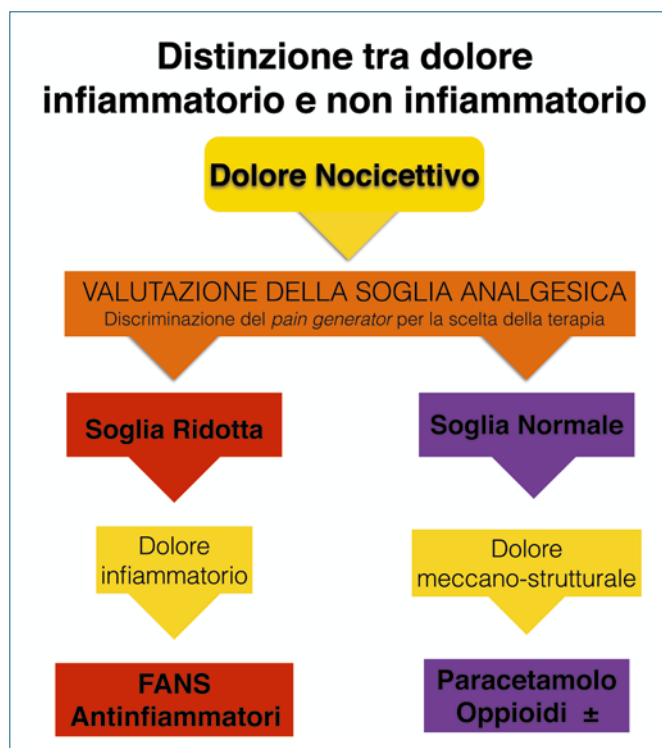 Distinzione tra dolore
infiammatorio e non infiammatorio
Dolore Nocicettivo
VALUTAZIONE DELLA SOGLIA ANALGESICA
Discriminazione del pain generator per la scelta della terapia
Soglia Ridotta
Soglia Normale
Dolore
infiammatorio
Dolore
meccano-strutturale
FANS
Antinfiammatori
Paracetamolo
Oppioidi ±